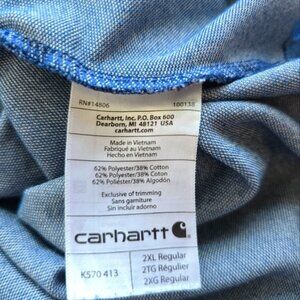 RN#14806 100138
Carhartt, Inc. P.O. Box 600
Dearborn, MI 48121 USA
carhartt.com
Made in Vietnam
Fabriqué au Vietnam
Hecho en Vietnam
62% Polyester/38% Cotton
62% Polyester/38% Coton
62% Poliéster/38% Algodón
Exclusive of trimming
Sans garniture
Sin incluir adorno
carhartt
K570 413
2XL Regular
2TG Régulier
2XG Regular